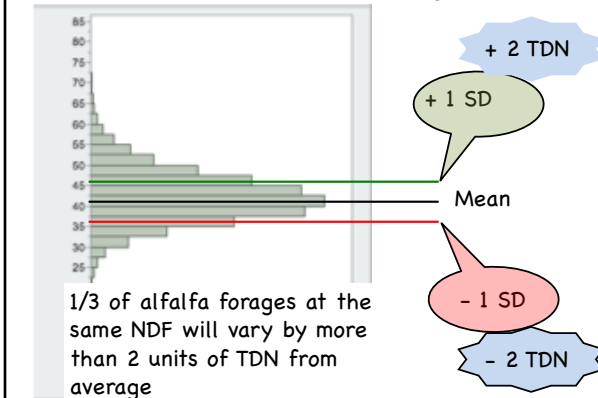 85
80
75
70
65
60
55
50
45
40
35
30
25
+ 2 TDN
+ 1 SD
Mean
- 1 SD
- 2 TDN
1/3 of alfalfa forages at the
same NDF will vary by more
than 2 units of TDN from
average